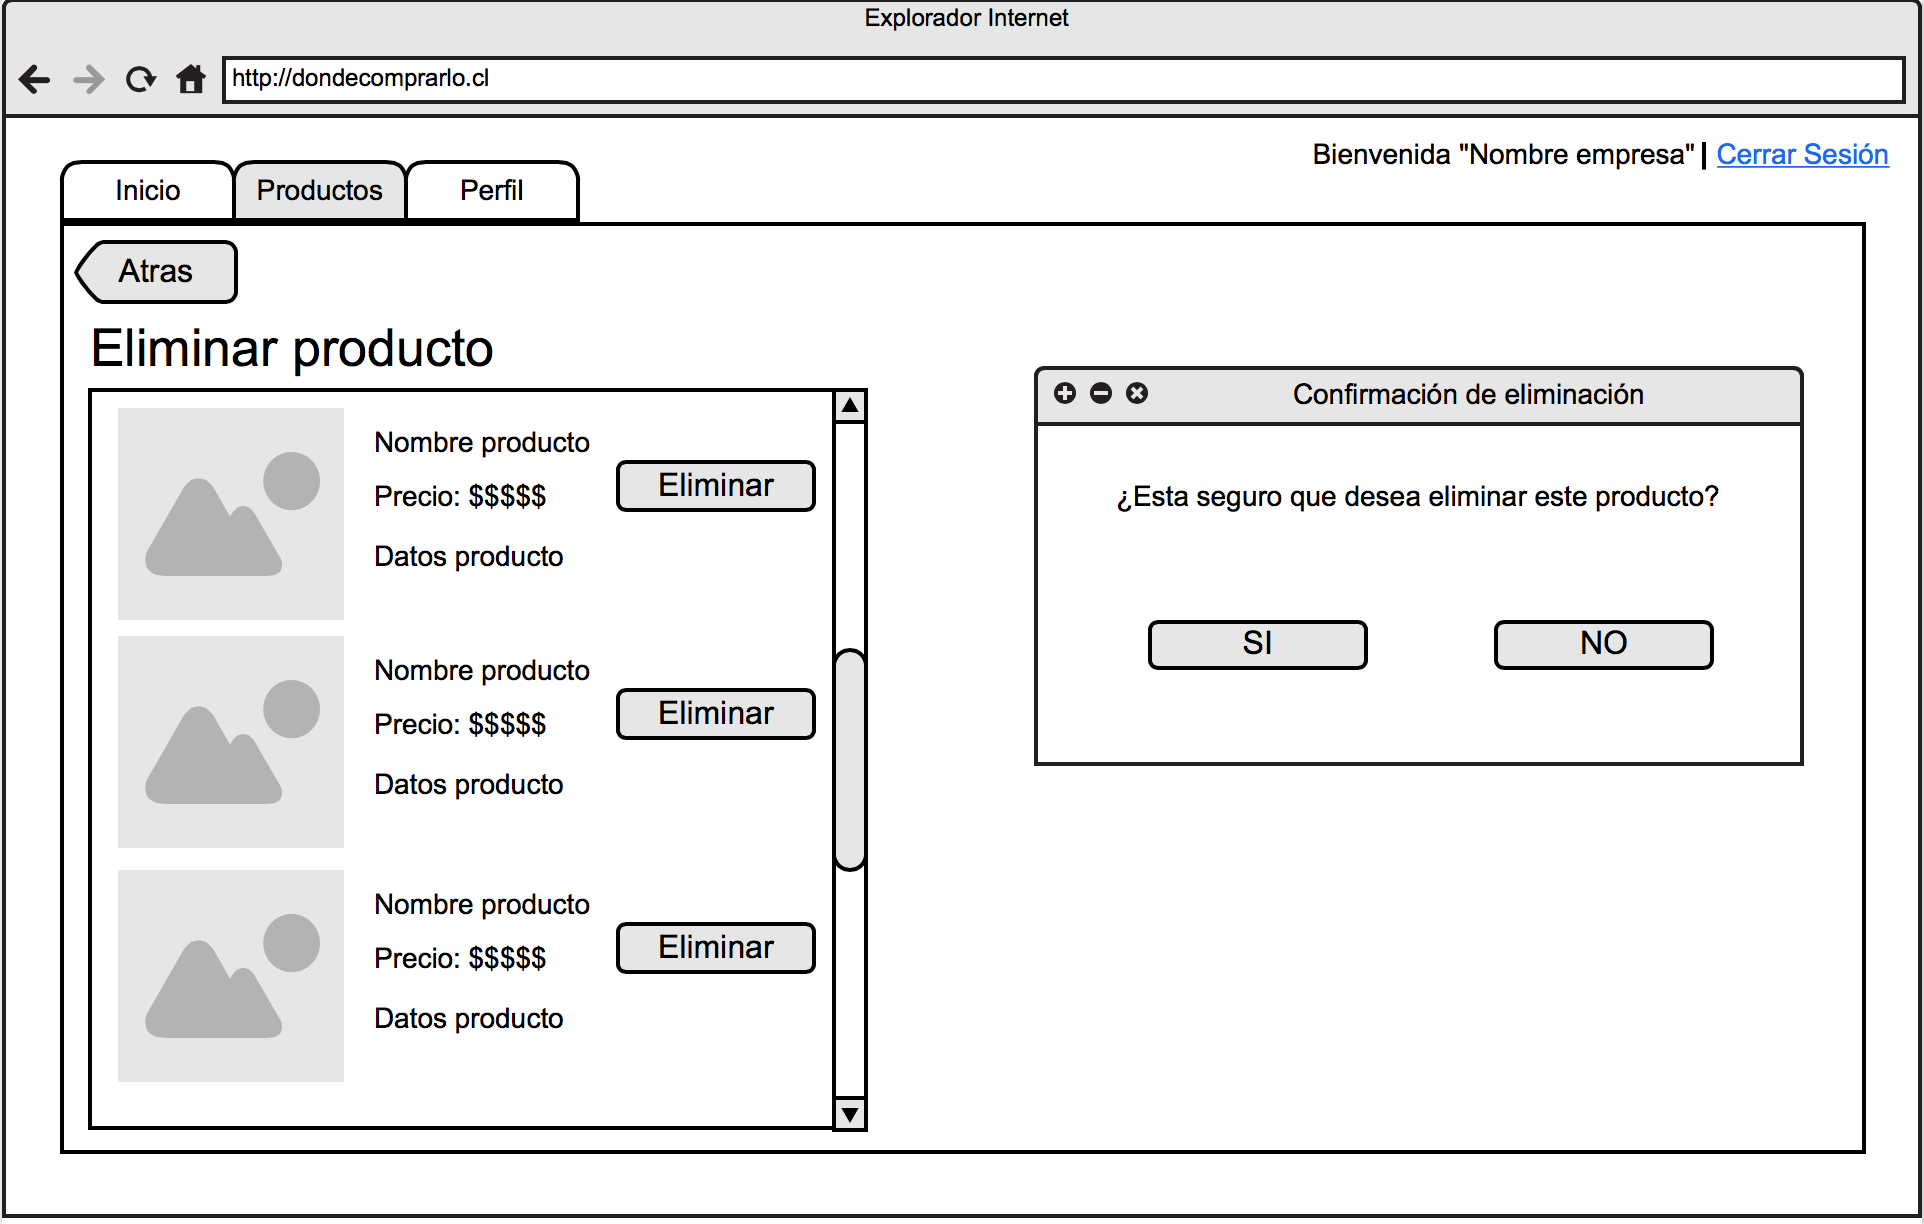 Explorador Internet
http://dondecomprarlo.cl
Bienvenida "Nombre empresa" | Cerrar Sesión
Inicio Productos Perfil
Atras
Eliminar producto
Nombre producto
Precio: $$$$$
Datos producto
Eliminar
Nombre producto
Precio: $$$$$
Datos producto
Eliminar
Nombre producto
Precio: $$$$$
Datos producto
Eliminar
Confirmación de eliminación
¿Esta seguro que desea eliminar este producto?
SI NO